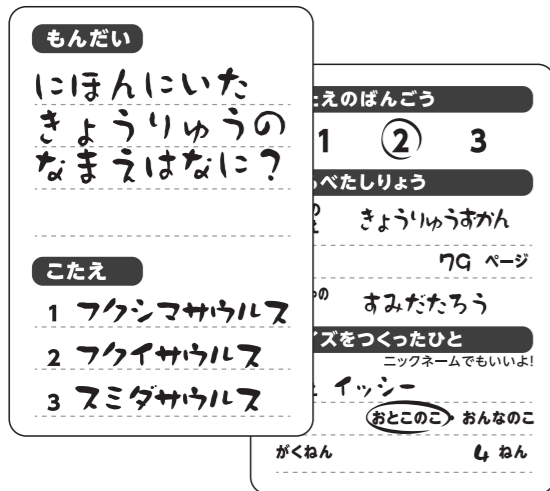 もんだい
にほんにいた
きょうりゅうの
なまえはなに？
こたえ
1 フクシマサウルス
2 フクイサウルス
3 スミダサウルス
えのばんごう
1 2 3
べたしりょう
きょうりゅうずかん
79 ページ
の すみだたろう
イズをつくったひと
ニックネームでもいいよ!
イッシー
おとこのこ おんなのこ
がくねん 4 ねん